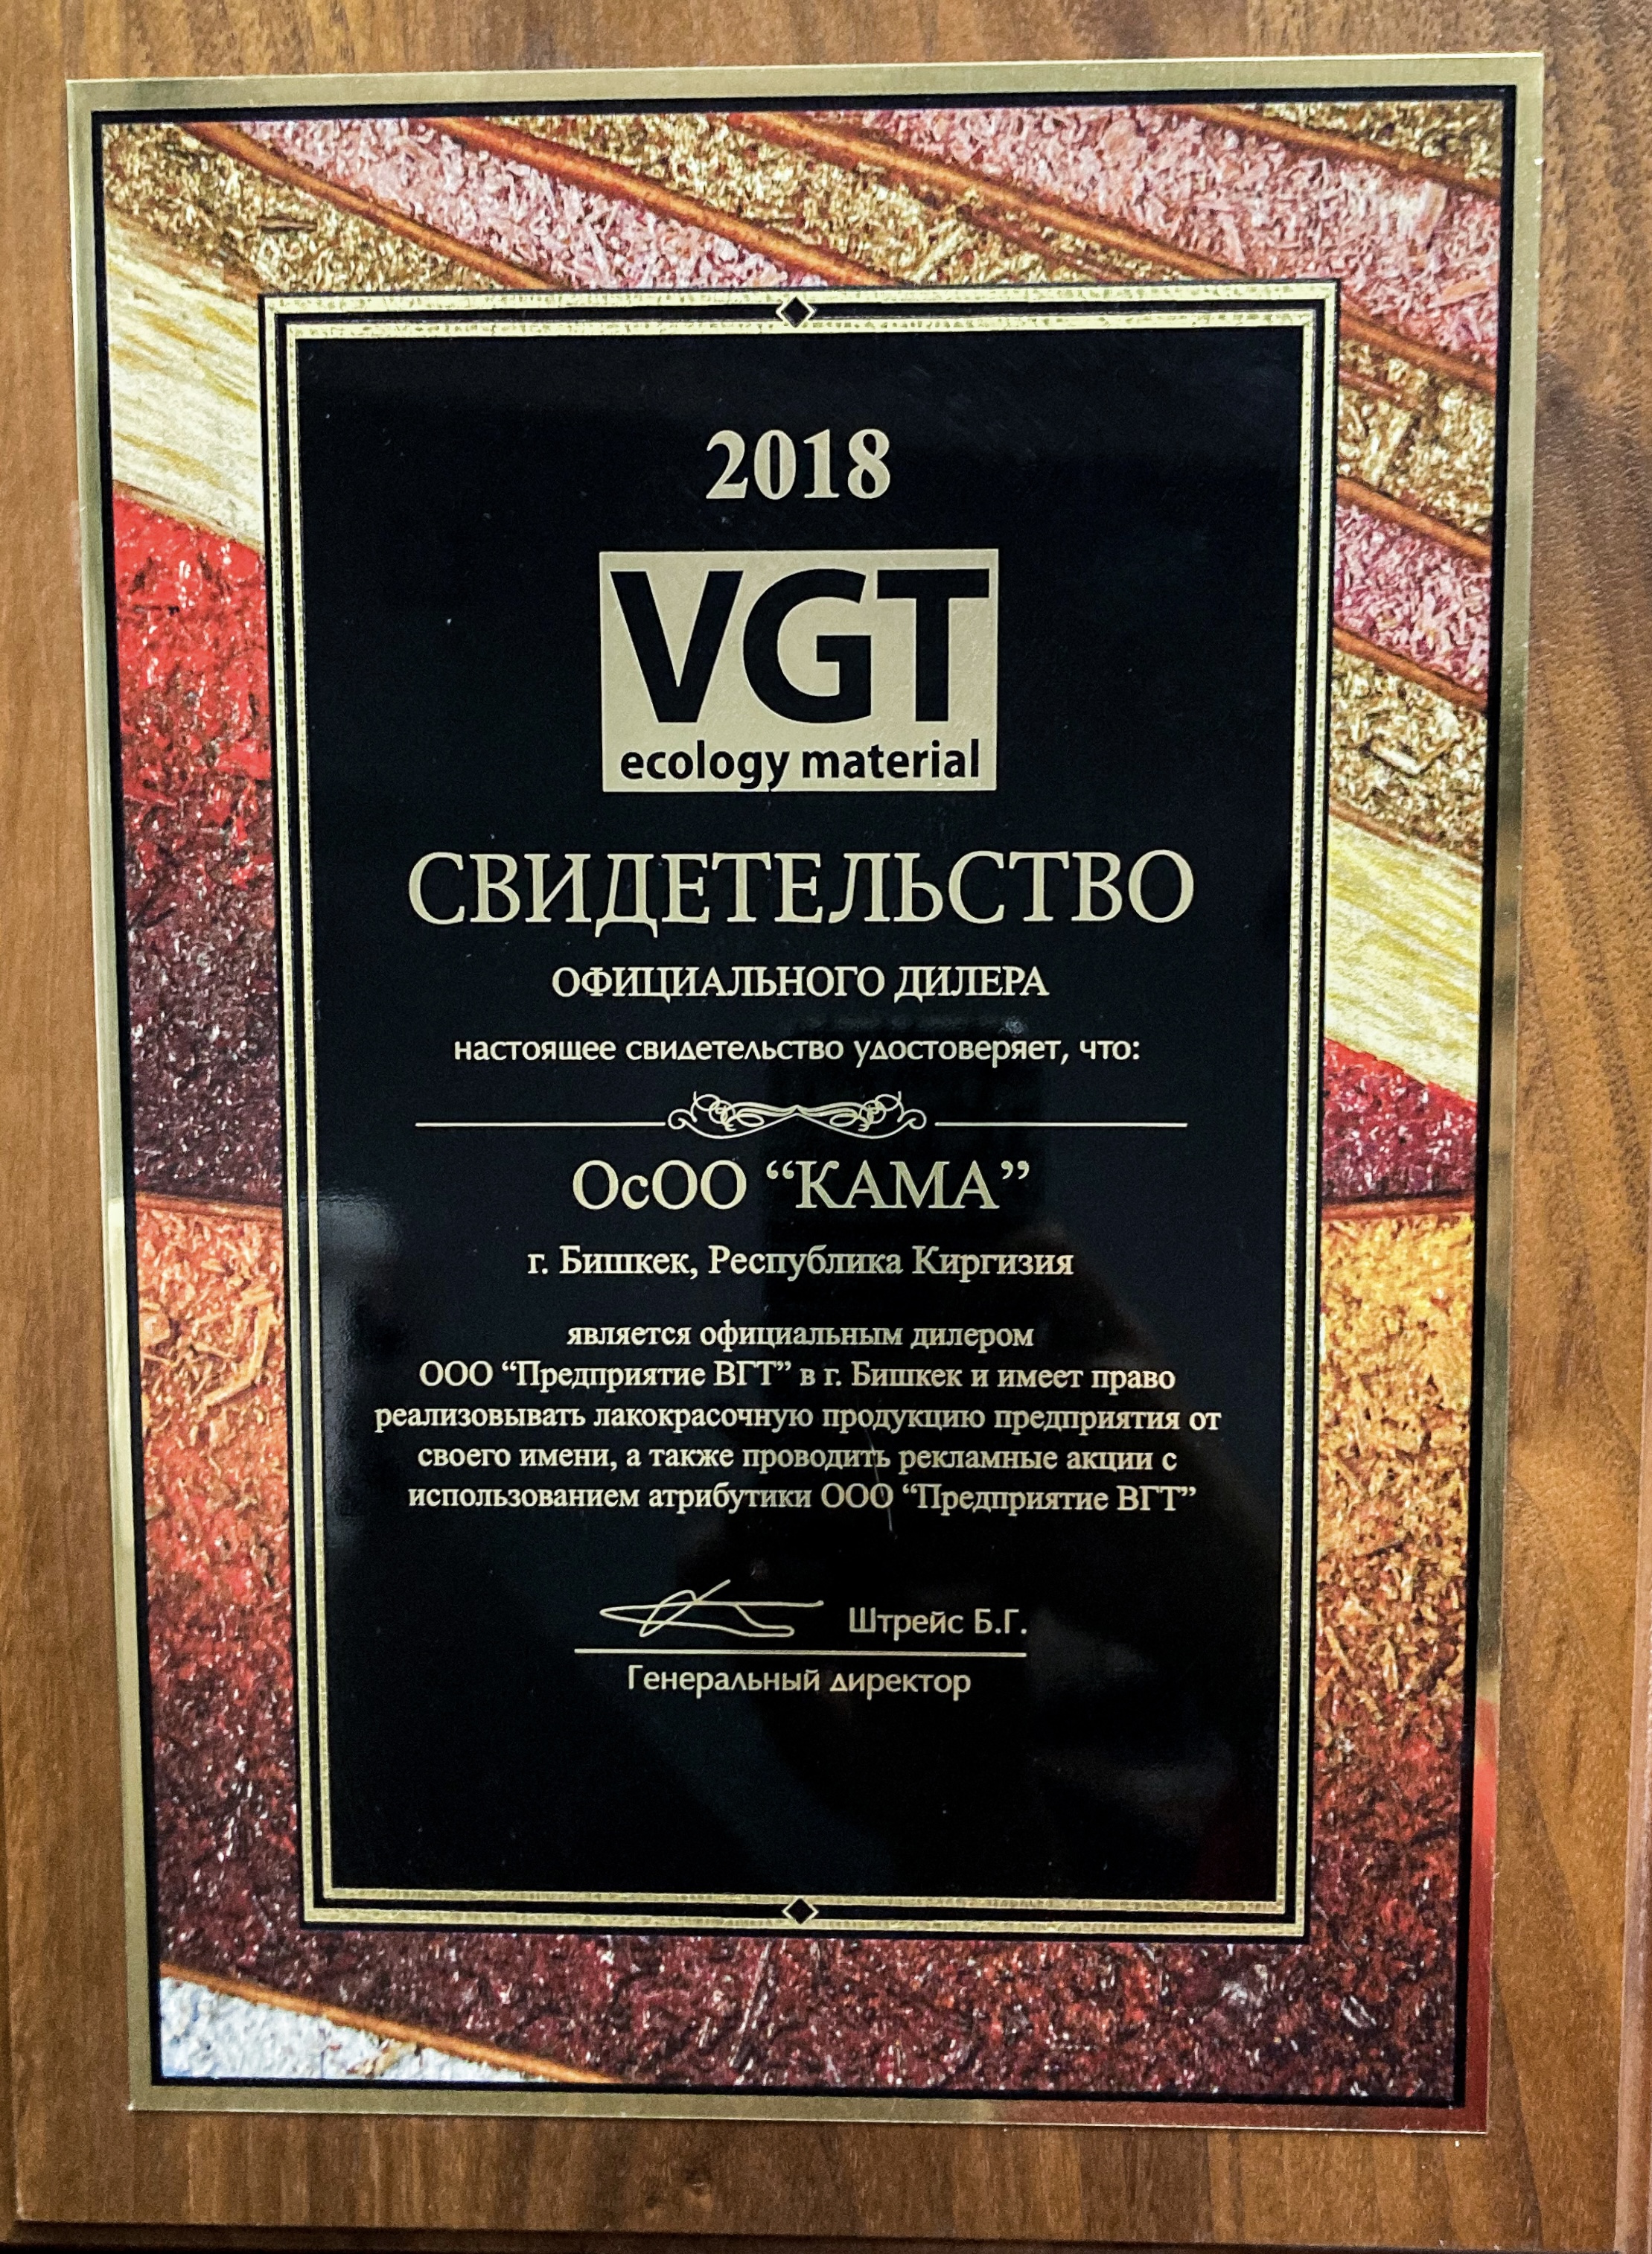 2018
VGT
ecology material
СВИДЕТЕЛЬСТВО
ОФИЦИАЛЬНОГО ДИЛЕРА
настоящее свидетельство удостоверяет, что:
ОсОО “КАМА”
г. Бишкек, Республика Киргизия
является официальным дилером
ООО “Предприятие ВГТ” в г. Бишкек и имеет право
реализовывать лакокрасочную продукцию предприятия от
своего имени, а также проводить рекламные акции с
использованием атрибутики ООО “Предприятие ВГТ”
Штрейс Б.Г.
Генеральный директор